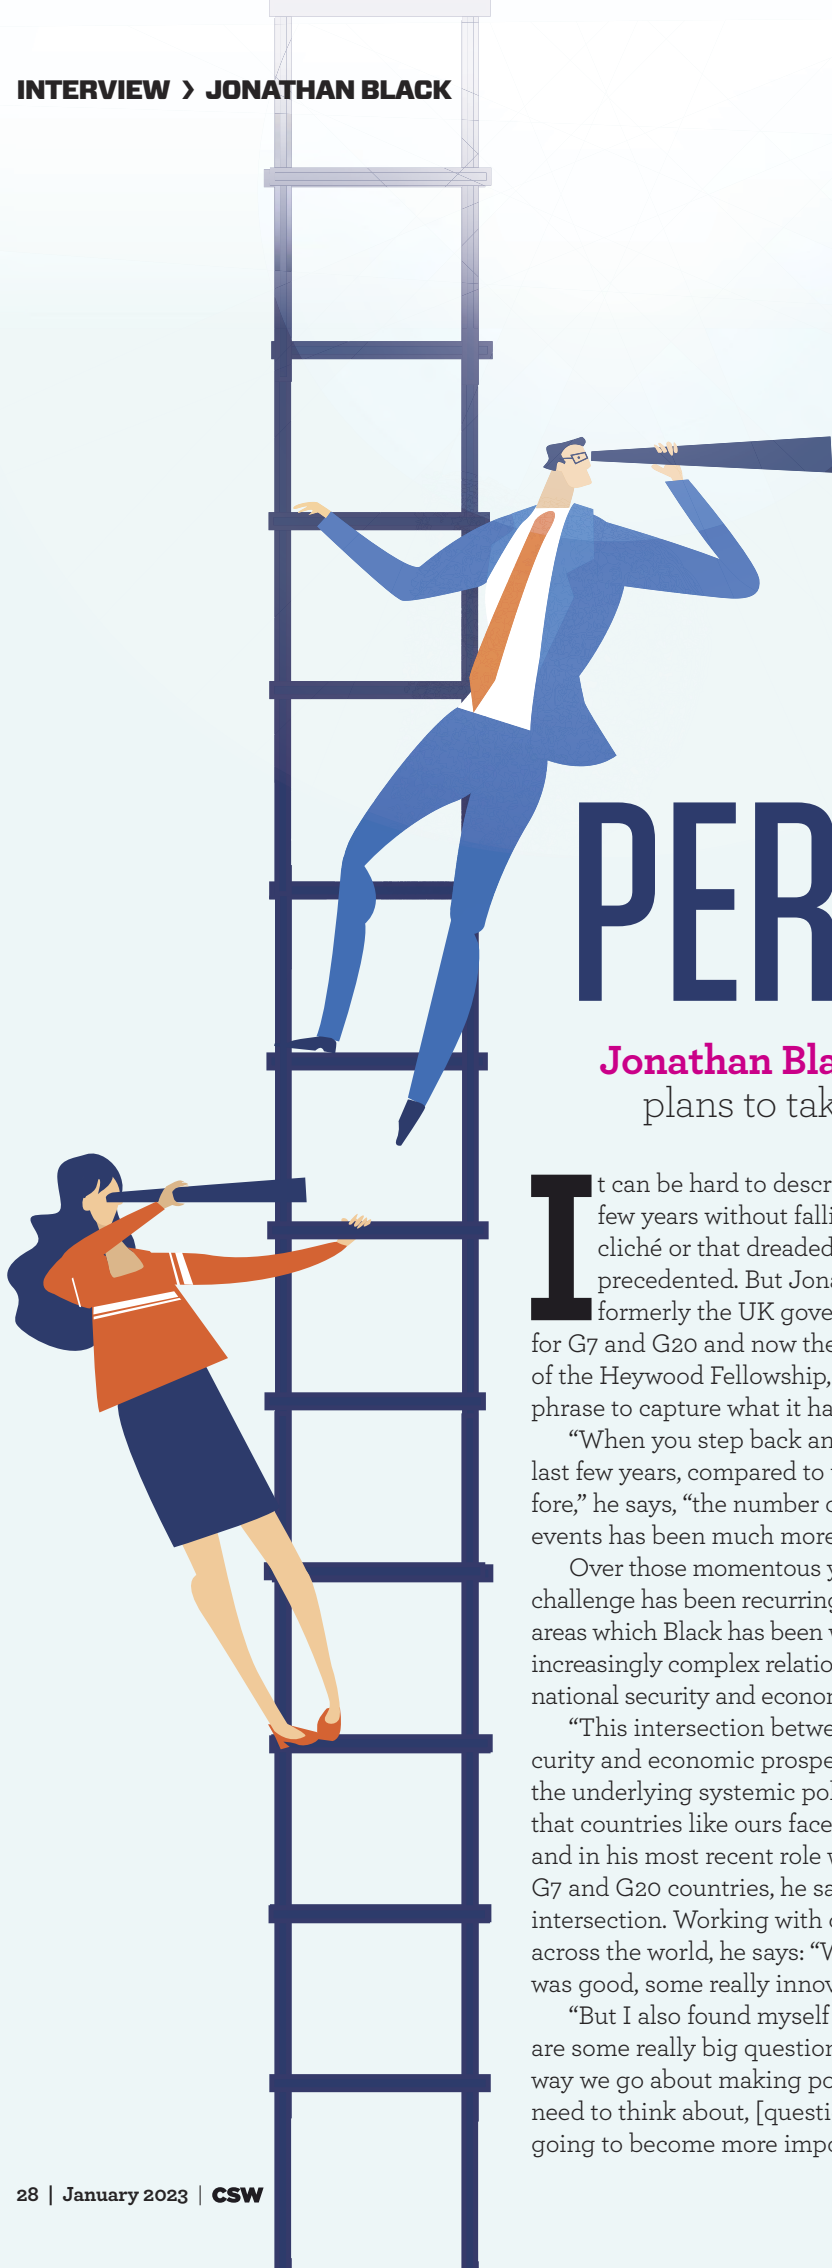 INTERVIEW › JONATHAN BLACK
PER
Jonathan Bla
plans to tak
It can be hard to descr
few years without falli
cliché or that dreaded
precedented. But Jona
formerly the UK gove
for G7 and G20 and now the
of the Heywood Fellowship,
phrase to capture what it ha
“When you step back an
last few years, compared to
fore,” he says, “the number
events has been much more
Over those momentous
challenge has been recurring
areas which Black has been
increasingly complex relatio
national security and econo
“This intersection betwe
curity and economic prospe
the underlying systemic pol
that countries like ours face
and in his most recent role
G7 and G20 countries, he sa
intersection. Working with
across the world, he says: “W
was good, some really innov
“But I also found myself
are some really big question
way we go about making po
need to think about, [questi
going to become more impo
28 | January 2023 | CSW